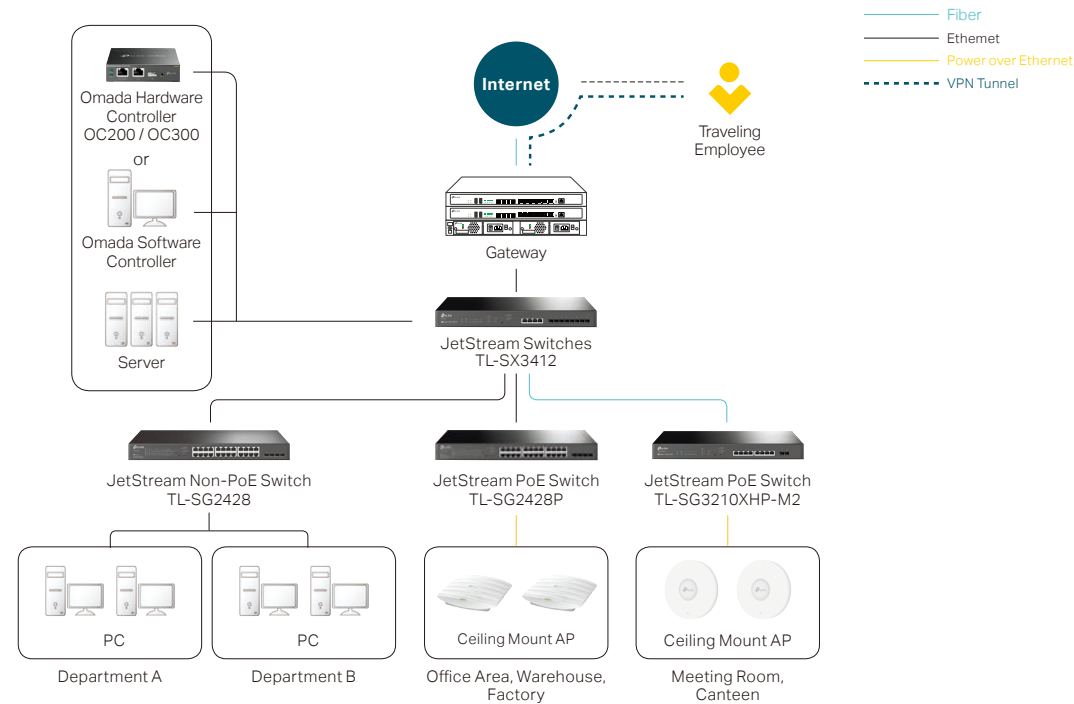 Fiber
Ethernet
Power over Ethernet
VPN Tunnel
Internet
Traveling
Employee
Omada Hardware
Controller
OC200 / OC300
or
Omada Software
Controller
Server
Gateway
JetStream Switches
TL-SX3412
JetStream Non-PoE Switch
TL-SG2428
JetStream PoE Switch
TL-SG2428P
JetStream PoE Switch
TL-SG3210XHP-M2
PC
PC
Ceiling Mount AP
Ceiling Mount AP
Department A
Department B
Office Area, Warehouse,
Factory
Meeting Room,
Canteen